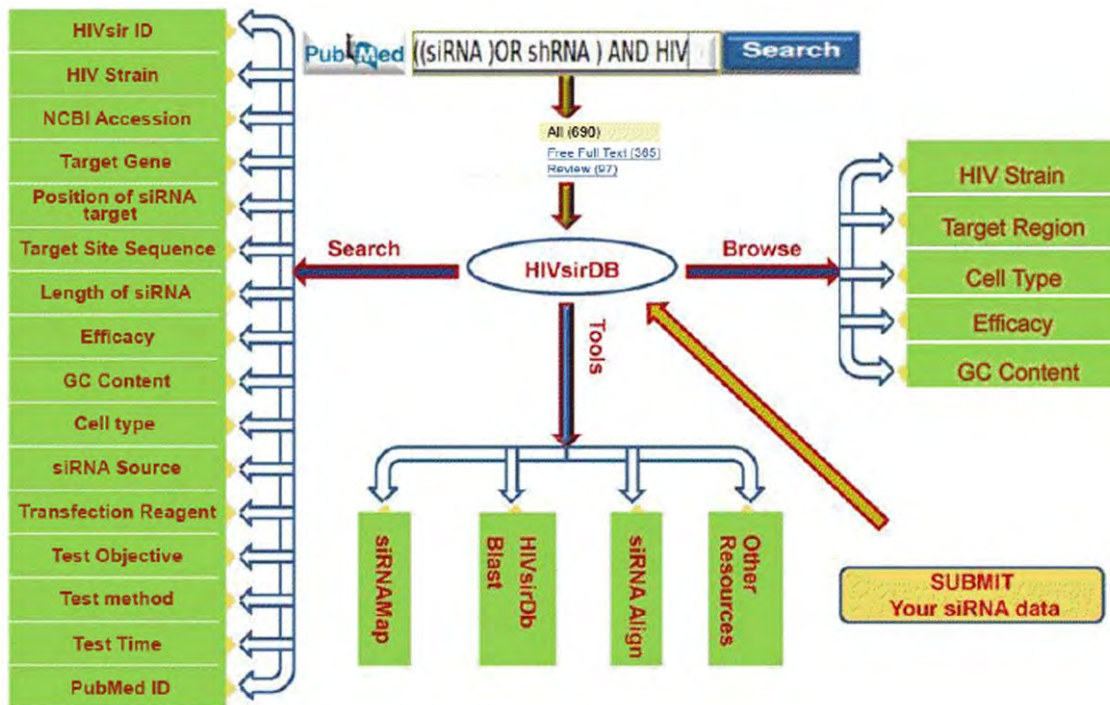 HIVsir ID
HIV Strain
NCBI Accession
Target Gene
Position of siRNA
target
Target Site Sequence
Length of siRNA
Efficacy
GC Content
Cell type
siRNA Source
Transfection Reagent
Test Objective
Test method
Test Time
PubMed ID
PubMed ((siRNA )OR shRNA ) AND HIV Search
All (690)
Free Full Text (365)
Review (97)
Search
HIVsirDB
Browse
Tools
HIV Strain
Target Region
Cell Type
Efficacy
GC Content
siRNAMap
HIVsirDb
Blast
siRNA Align
Other
Resources
SUBMIT
Your siRNA data